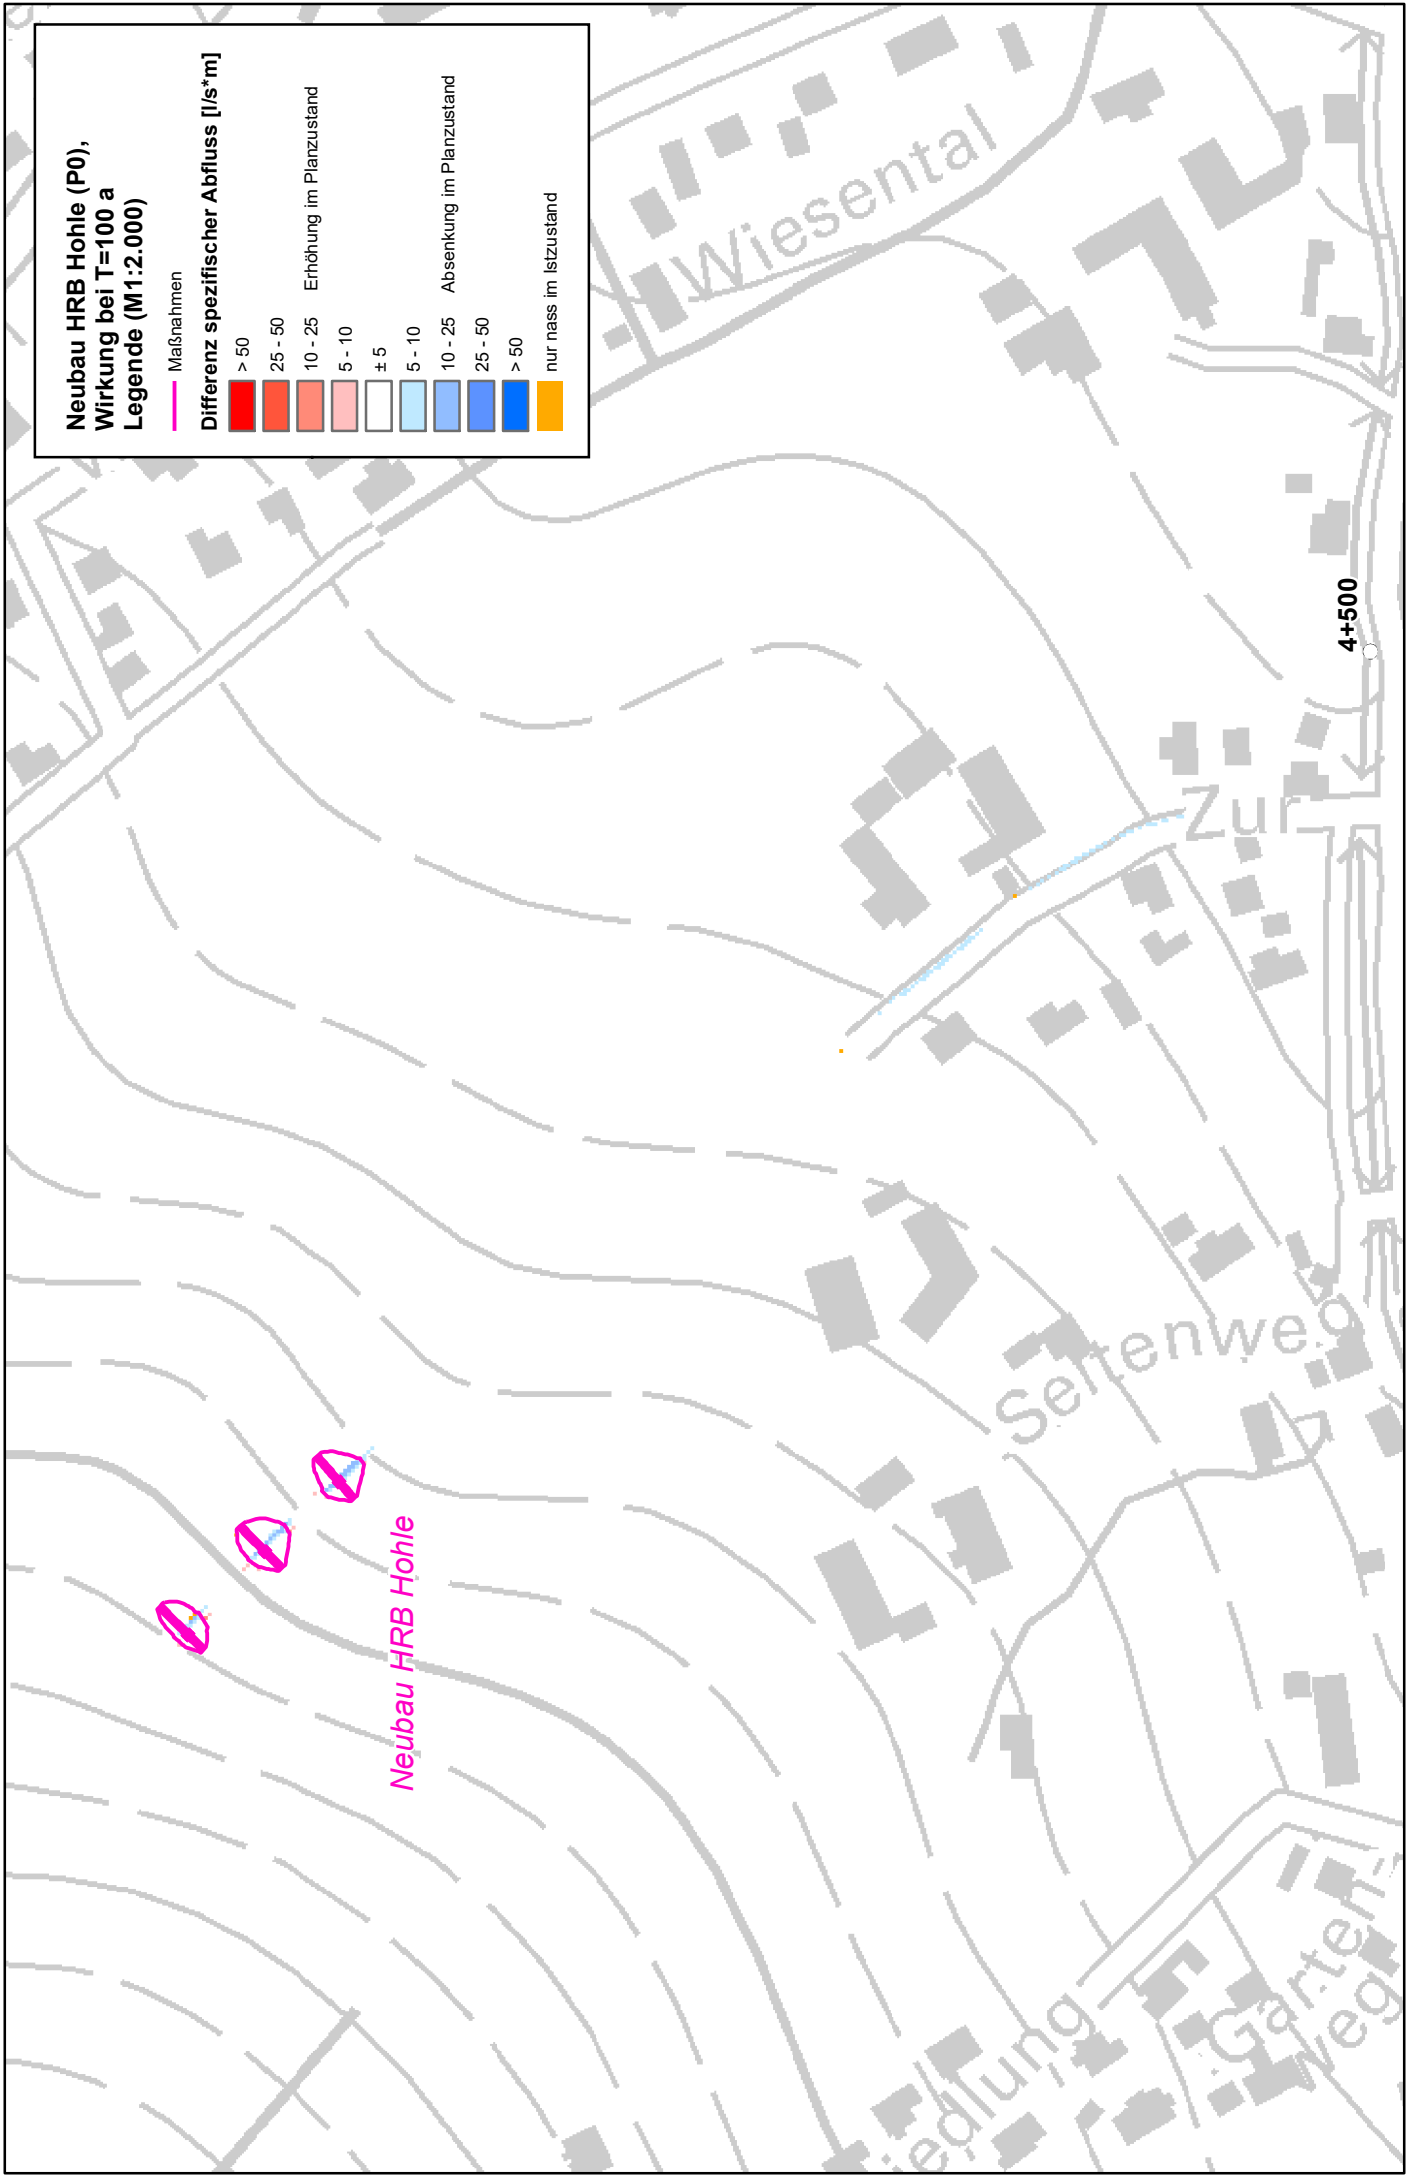 Neubau HRB Hohle (P0),
Wirkung bei T=100 a
Legende (M1:2.000)
Maßnahmen
Differenz spezifischer Abfluss [l/s*m]
> 50
25 - 50
10 - 25 Erhöhung im Planzustand
5 - 10
± 5
5 - 10
10 - 25 Absenkung im Planzustand
25 - 50
> 50
nur nass im Istzustand
Wiesental
4+500
Zur
Seitenweg
Neubau HRB Hohle
iedlung
Garten-
weg